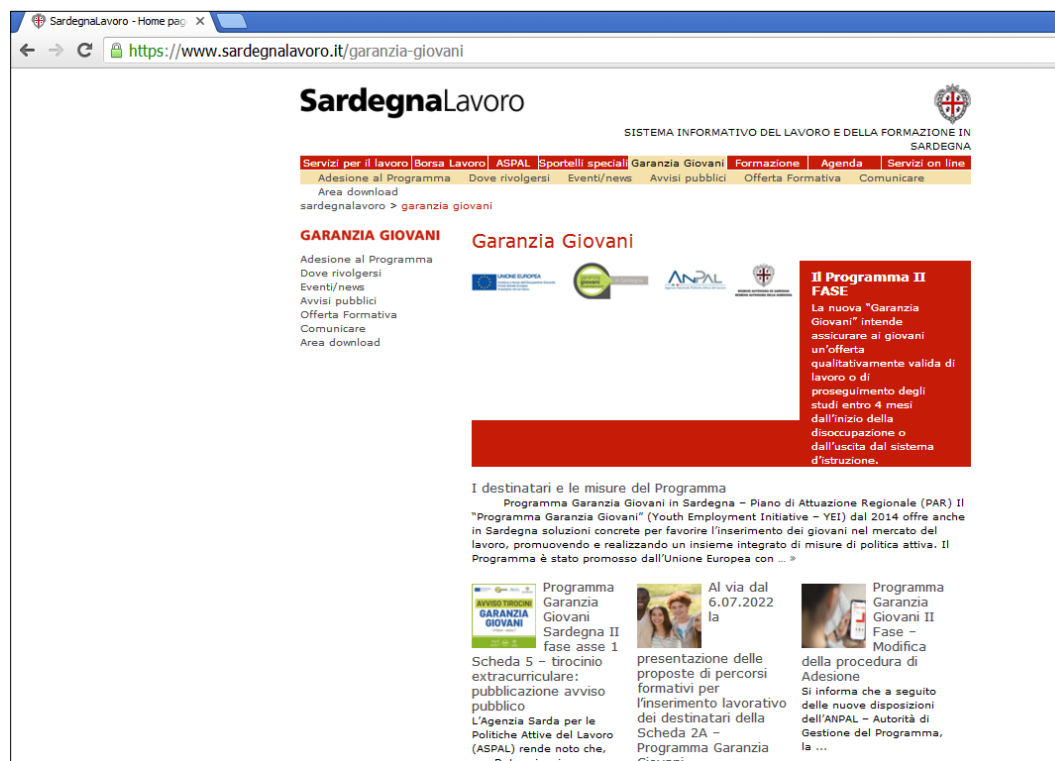 SardegnaLavoro - Home pag
https://www.sardegnalavoro.it/garanzia-giovani
SardegnaLavoro
SISTEMA INFORMATIVO DEL LAVORO E DELLA FORMAZIONE IN
SARDEGNA
Servizi per il lavoro Borsa Lavoro ASPAL Sportelli speciali Garanzia Giovani Formazione Agenda Servizi on line
Adesione al Programma Dove rivolgersi Eventi/news Avvisi pubblici Offerta Formativa Comunicare
Area download
sardegnalavoro > garanzia giovani
GARANZIA GIOVANI
Adesione al Programma
Dove rivolgersi
Eventi/news
Avvisi pubblici
Offerta Formativa
Comunicare
Area download
Garanzia Giovani
UNIONE EUROPEA
garanzia
giovani
ANPAL
Il Programma II
FASE
La nuova “Garanzia
Giovani” intende
assicurare ai giovani
un’offerta
qualitativamente valida di
lavoro o di
proseguimento degli
studi entro 4 mesi
dall’inizio della
disoccupazione o
dall’uscita dal sistema
d’istruzione.
I destinatari e le misure del Programma
Programma Garanzia Giovani in Sardegna – Piano di Attuazione Regionale (PAR) Il
“Programma Garanzia Giovani” (Youth Employment Initiative – YEI) dal 2014 offre anche
in Sardegna soluzioni concrete per favorire l’inserimento dei giovani nel mercato del
lavoro, promuovendo e realizzando un insieme integrato di misure di politica attiva. Il
Programma è stato promosso dall’Unione Europea con … »
AVVISO TIROCINI
GARANZIA
GIOVANI
Programma
Garanzia
Giovani
Sardegna II
fase asse 1
Scheda 5 – tirocinio
extracurriculare:
pubblicazione avviso
pubblico
L’Agenzia Sarda per le
Politiche Attive del Lavoro
(ASPAL) rende noto che,
Al via dal
6.07.2022
la
presentazione delle
proposte di percorsi
formativi per
l’inserimento lavorativo
dei destinatari della
Scheda 2A –
Programma Garanzia
Giovani
Programma
Garanzia
Giovani II
Fase –
Modifica
della procedura di
Adesione
Si informa che a seguito
delle nuove disposizioni
dell’ANPAL – Autorità di
Gestione del Programma,
la …